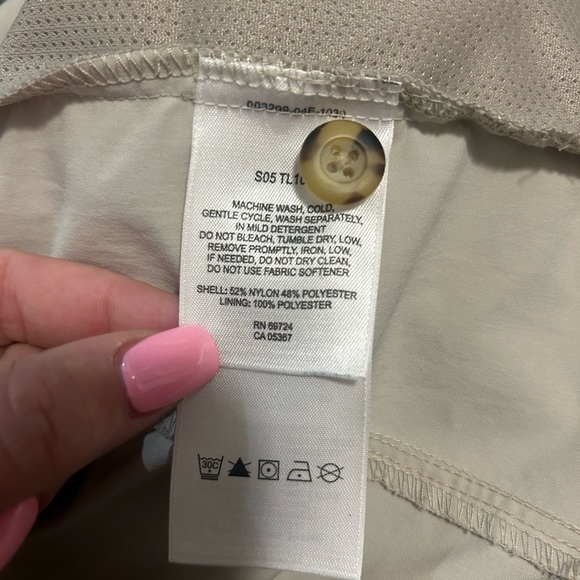 S05
MACHINE WASH, COLD,
GENTLE CYCLE, WASH SEPARATELY,
IN MILD DETERGENT
DO NOT BLEACH, TUMBLE DRY, LOW,
REMOVE PROMPTLY, IRON, LOW,
IF NEEDED, DO NOT DRY CLEAN,
DO NOT USE FABRIC SOFTENER
SHELL: 52% NYLON 48% POLYESTER
LINING: 100% POLYESTER
RN 69724
CA 05367
30C